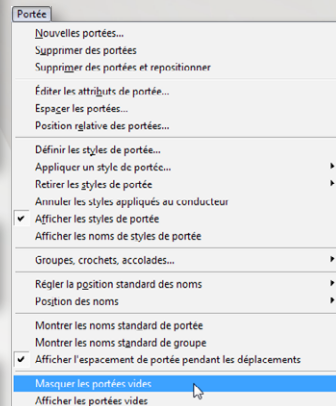 Portée
Nouvelles portées...
Supprimer des portées
Supprimer des portées et repositionner
Éditer les attributs de portée...
Espacer les portées...
Position relative des portées...
Définir les styles de portée...
Appliquer un style de portée...
Retirer les styles de portée
Annuler les styles appliqués au conducteur
Afficher les styles de portée
Afficher les noms de styles de portée
Groupes, crochets, accolades...
Régler la position standard des noms
Position des noms
Montrer les noms standard de portée
Montrer les noms standard de groupe
Afficher l'espacement de portée pendant les déplacements
Masquer les portées vides
Afficher les portées vides